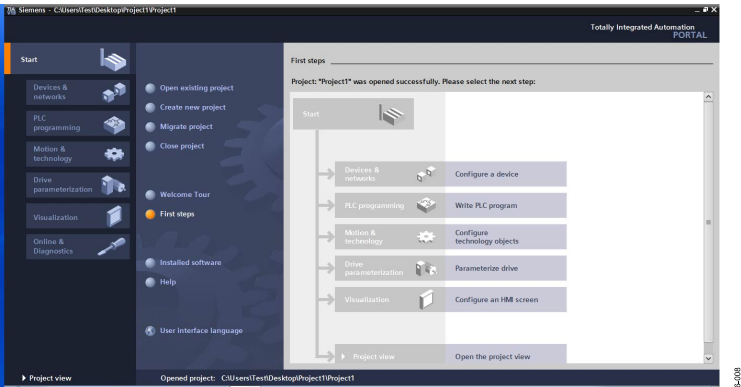 Siemens - C:\Users\Test\Desktop\Project1\Project1
Totally Integrated Automation
PORTAL
Start
Devices &
networks
PLC
programming
Motion &
technology
Drive
parameterization
Visualization
Online &
Diagnostics
Open existing project
Create new project
Migrate project
Close project
Welcome Tour
First steps
Installed software
Help
User interface language
First steps
Project: "Project1" was opened successfully. Please select the next step:
Start
Devices &
networks
Configure a device
PLC programming
Write PLC program
Motion &
technology
Configure
technology objects
Drive
parameterization
Parameterize drive
Visualization
Configure an HMI screen
Project view
Open the project view
Project view
Opened project: C:\Users\Test\Desktop\Project1\Project1